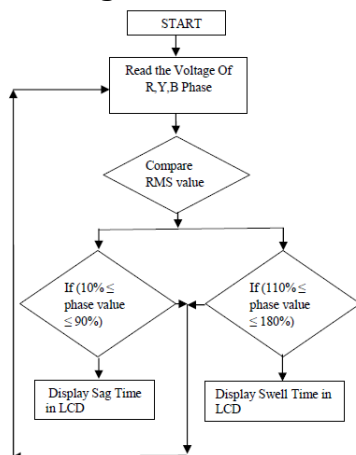 START
Read the Voltage Of
R,Y,B Phase
Compare
RMS value
If (10% ≤
phase value
≤ 90%)
If (110% ≤
phase value
≤ 180%)
Display Sag Time
in LCD
Display Swell Time in
LCD